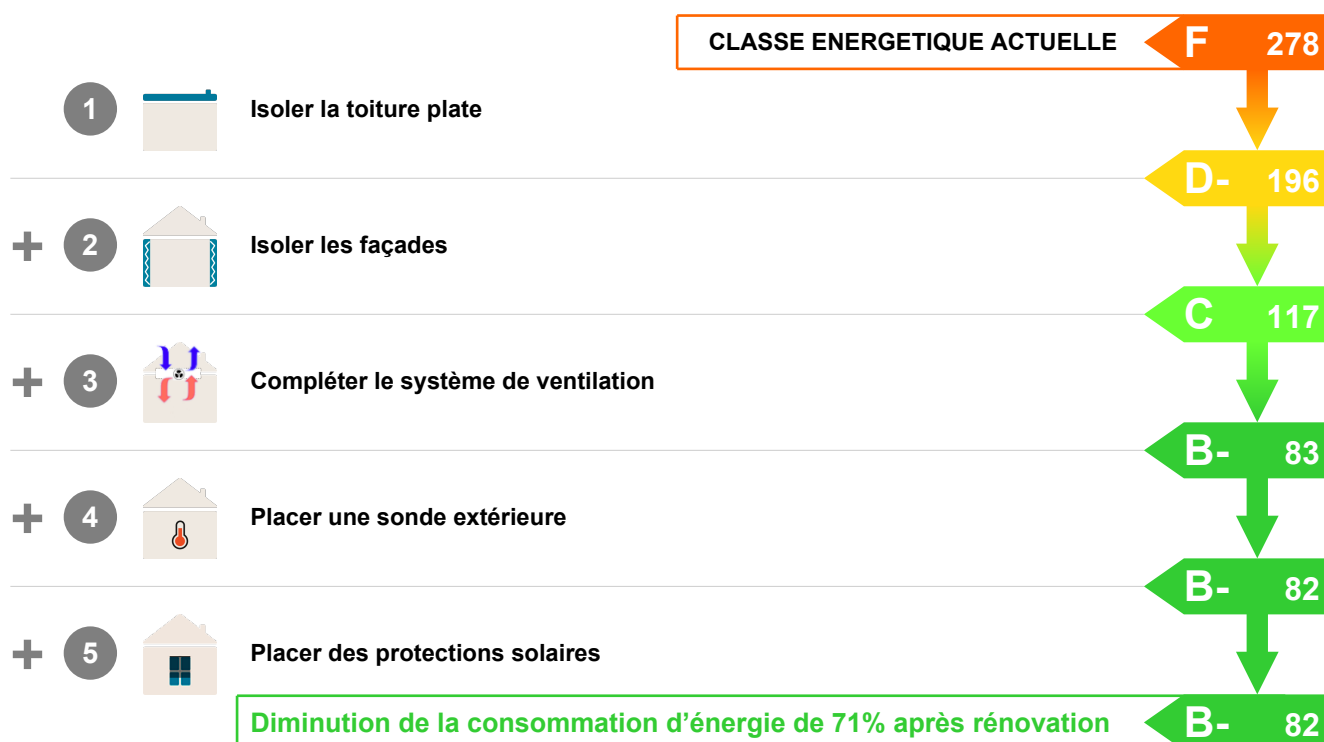 CLASSE ENERGETIQUE ACTUELLE F 278
1 Isoler la toiture plate
D- 196
+ 2 Isoler les façades
C 117
+ 3 Compléter le système de ventilation
B- 83
+ 4 Placer une sonde extérieure
B- 82
+ 5 Placer des protections solaires
Diminution de la consommation d’énergie de 71% après rénovation B- 82